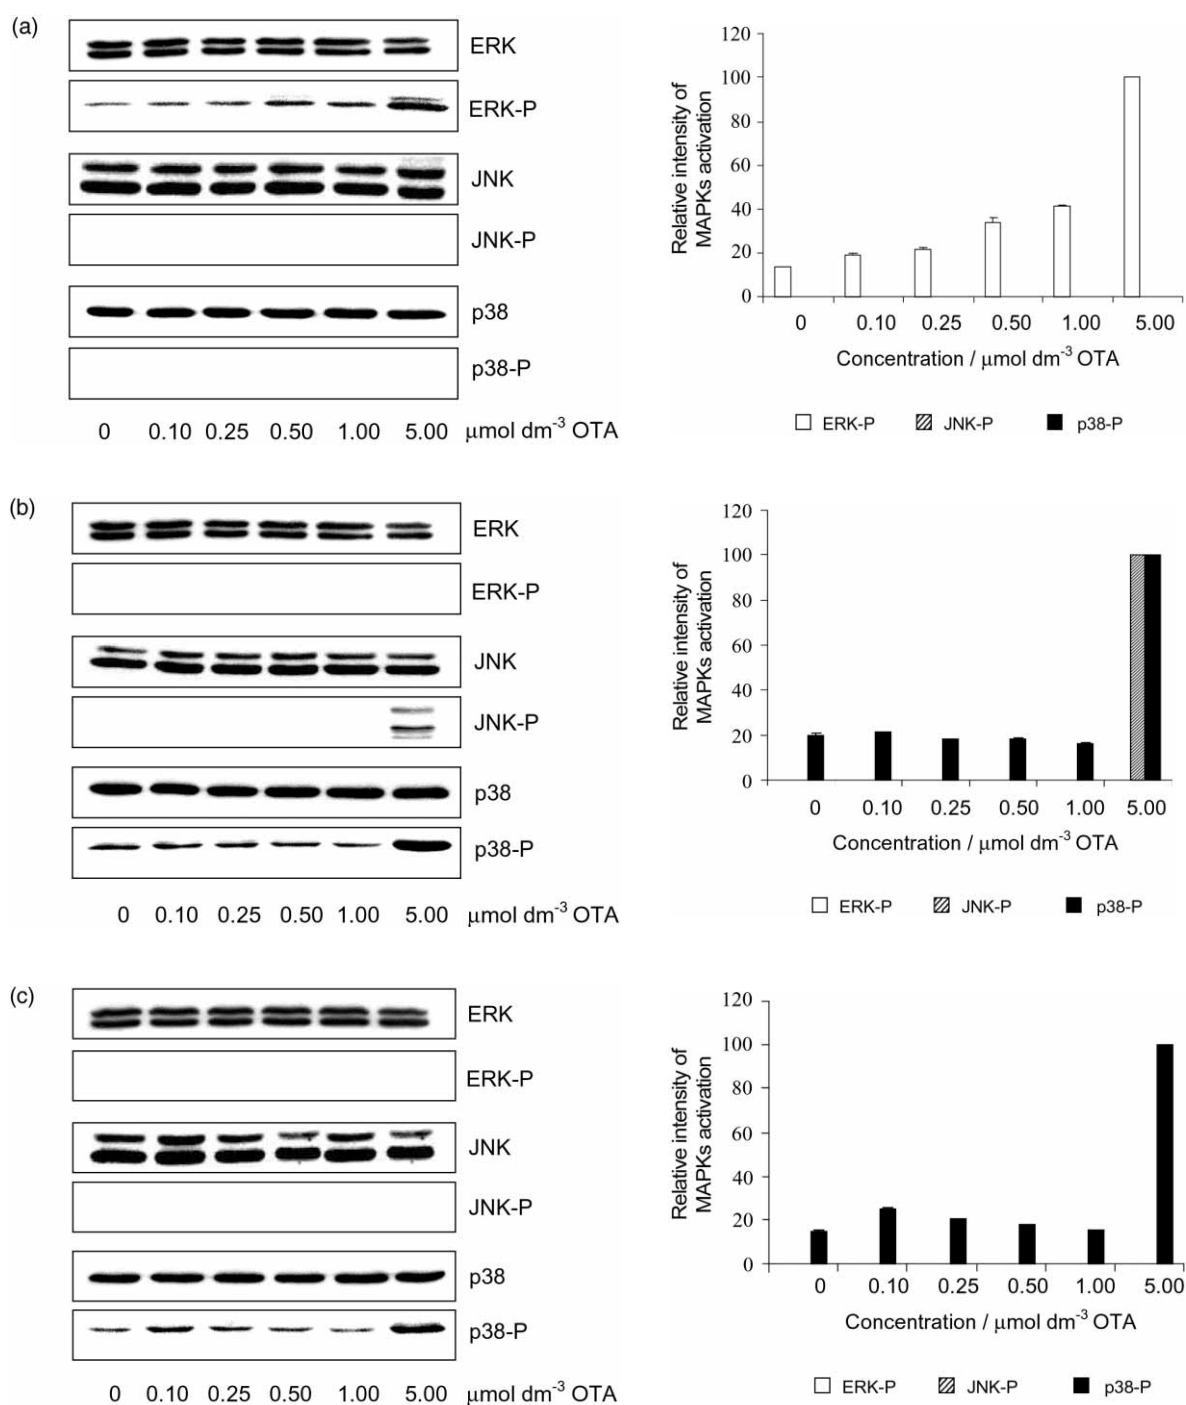 (a)
ERK
ERK-P
JNK
JNK-P
p38
p38-P
0 0.10 0.25 0.50 1.00 5.00 μmol dm⁻³ OTA
Relative intensity of
MAPKs activation
120
100
80
60
40
20
0
0 0.10 0.25 0.50 1.00 5.00
Concentration / μmol dm⁻³ OTA
ERK-P JNK-P p38-P
(b)
ERK
ERK-P
JNK
JNK-P
p38
p38-P
0 0.10 0.25 0.50 1.00 5.00 μmol dm⁻³ OTA
Relative intensity of
MAPKs activation
120
100
80
60
40
20
0
0 0.10 0.25 0.50 1.00 5.00
Concentration / μmol dm⁻³ OTA
ERK-P JNK-P p38-P
(c)
ERK
ERK-P
JNK
JNK-P
p38
p38-P
0 0.10 0.25 0.50 1.00 5.00 μmol dm⁻³ OTA
Relative intensity of
MAPKs activation
120
100
80
60
40
20
0
0 0.10 0.25 0.50 1.00 5.00
Concentration / μmol dm⁻³ OTA
ERK-P JNK-P p38-P